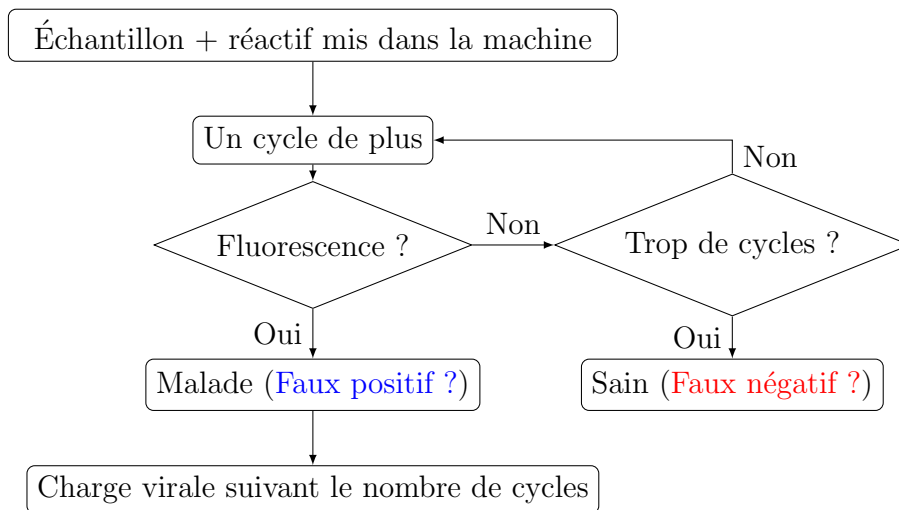 Échantillon + réactif mis dans la machine
Un cycle de plus
Non
Fluorescence ?
Non
Trop de cycles ?
Oui
Oui
Malade (Faux positif ?)
Sain (Faux négatif ?)
Charge virale suivant le nombre de cycles